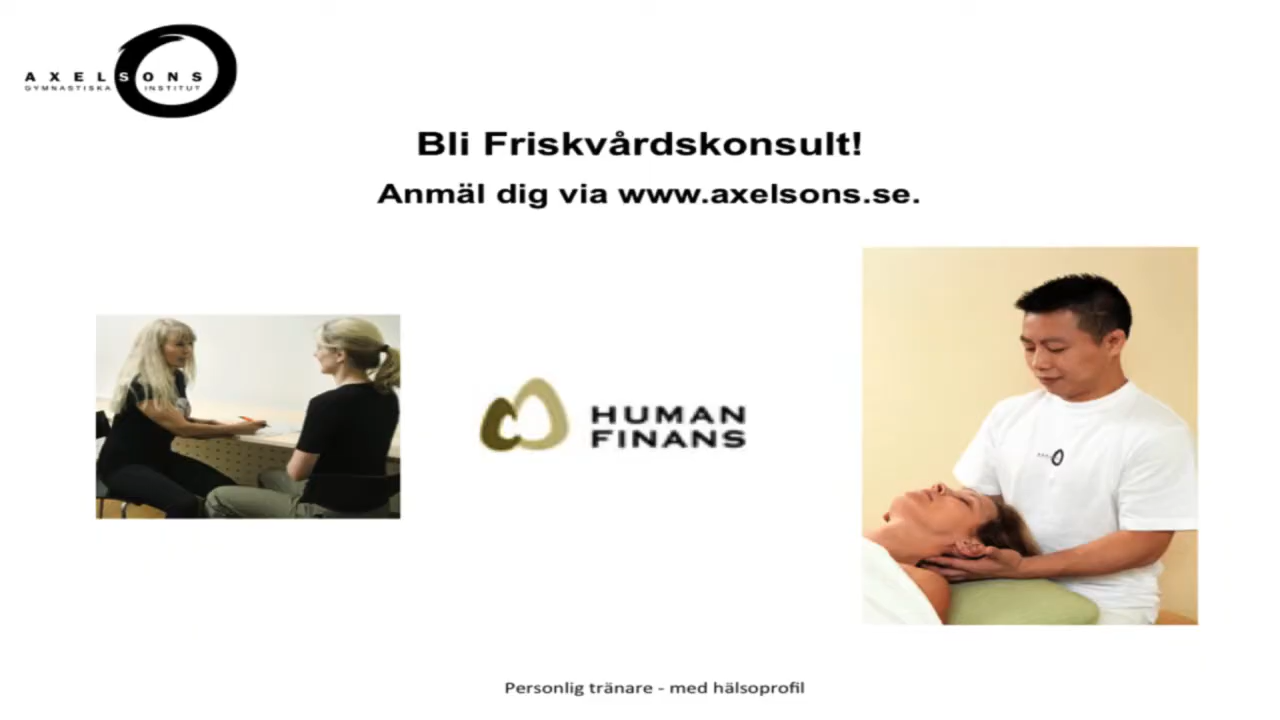 AXELSONS
GYMNASTISKA INSTITUT
Bli Friskvårdskonsult!
Anmäl dig via www.axelsons.se.
HUMAN
FINANS
Personlig tränare - med hälsoprofil